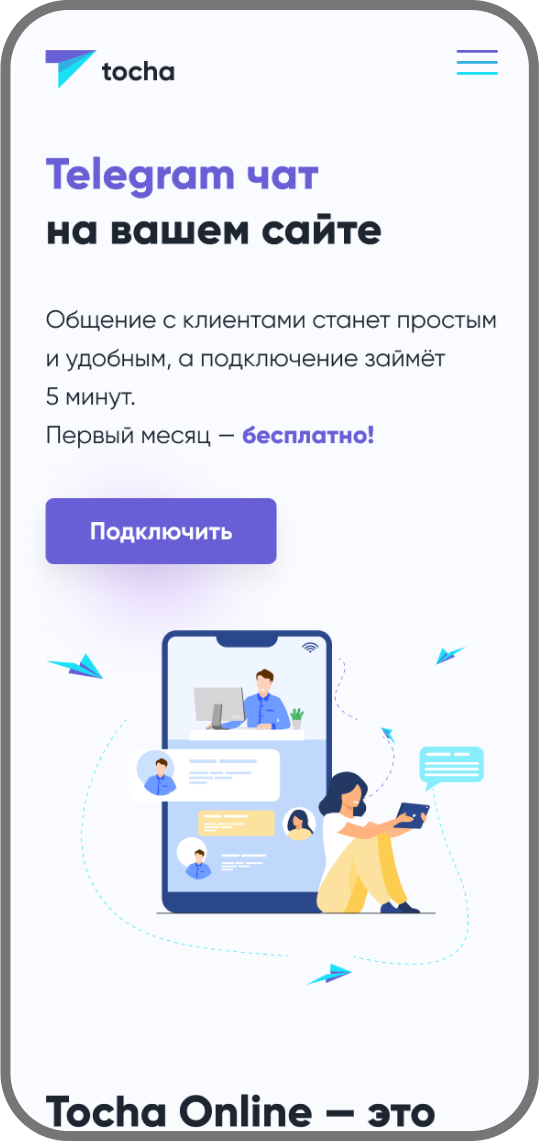 tocha
Telegram чат
на вашем сайте
Общение с клиентами станет простым
и удобным, а подключение займёт
5 минут.
Первый месяц — бесплатно!
Подключить
Tocha Online — это